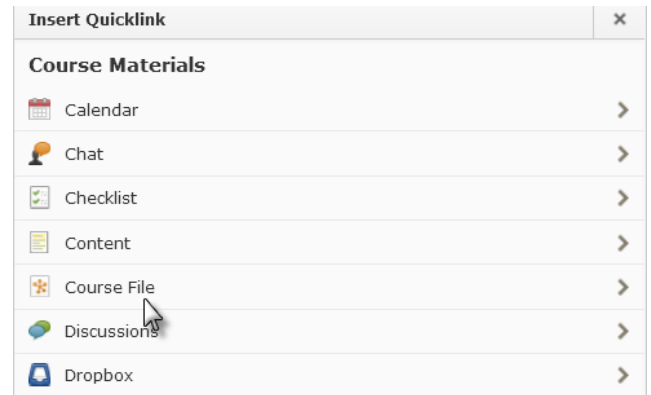 Insert Quicklink
Course Materials
Calendar
Chat
Checklist
Content
Course File
Discussions
Dropbox